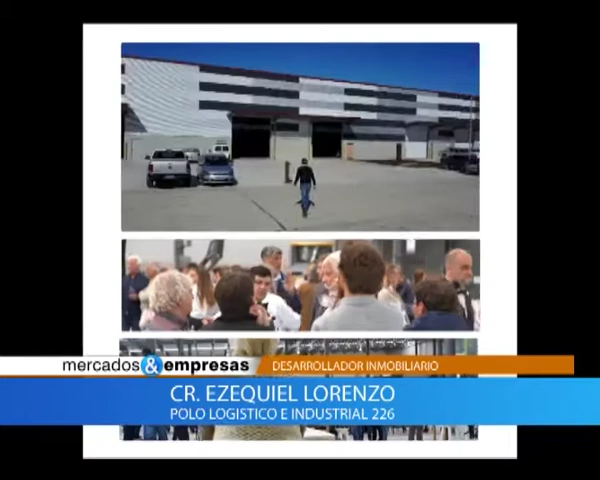 mercados&empresas
DESARROLLADOR INMOBILIARIO
CR. EZEQUIEL LORENZO
POLO LOGISTICO E INDUSTRIAL 226